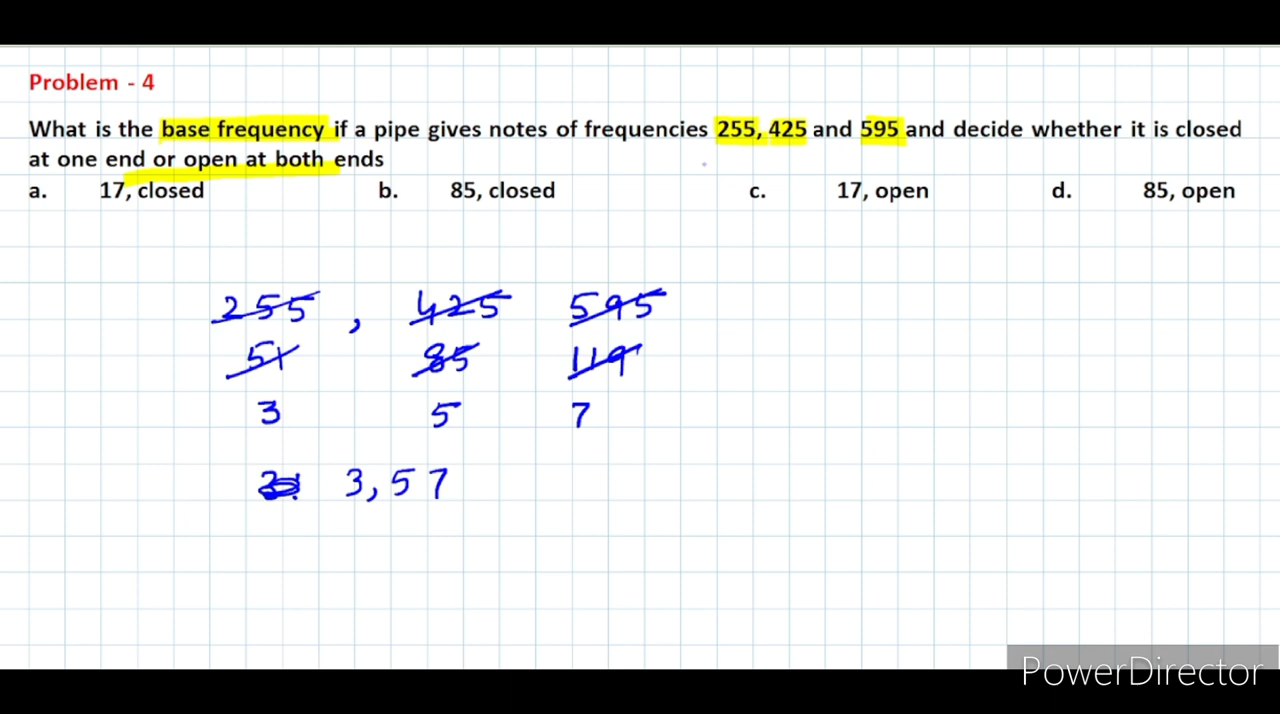 Problem - 4
What is the base frequency if a pipe gives notes of frequencies 255, 425 and 595 and decide whether it is closed
at one end or open at both ends
a. 17, closed b. 85, closed c. 17, open d. 85, open
255 , 425 595
51 85 119
3 5 7
3, 5 7
PowerDirector